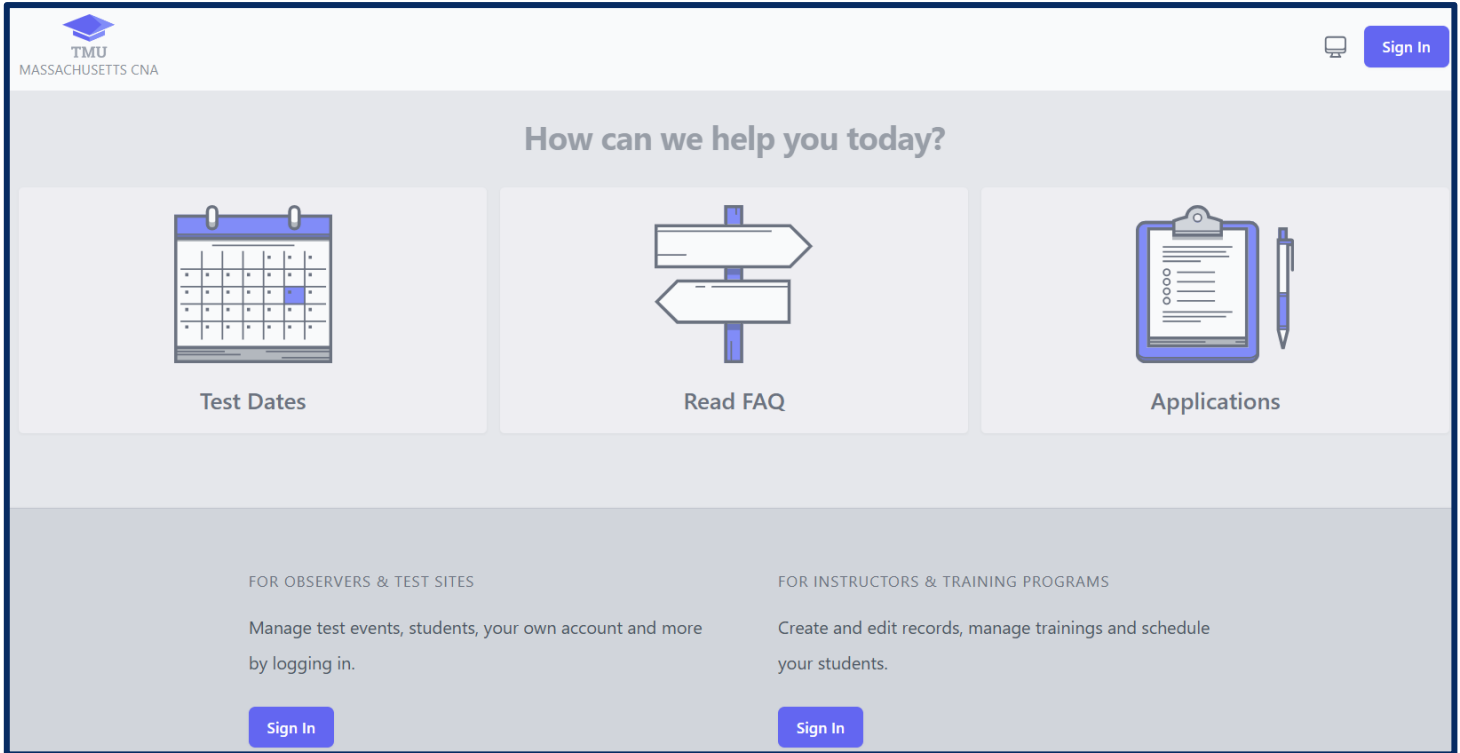 TMU
MASSACHUSETTS CNA
Sign In
How can we help you today?
Test Dates
Read FAQ
Applications
FOR OBSERVERS & TEST SITES
Manage test events, students, your own account and more
by logging in.
Sign In
FOR INSTRUCTORS & TRAINING PROGRAMS
Create and edit records, manage trainings and schedule
your students.
Sign In